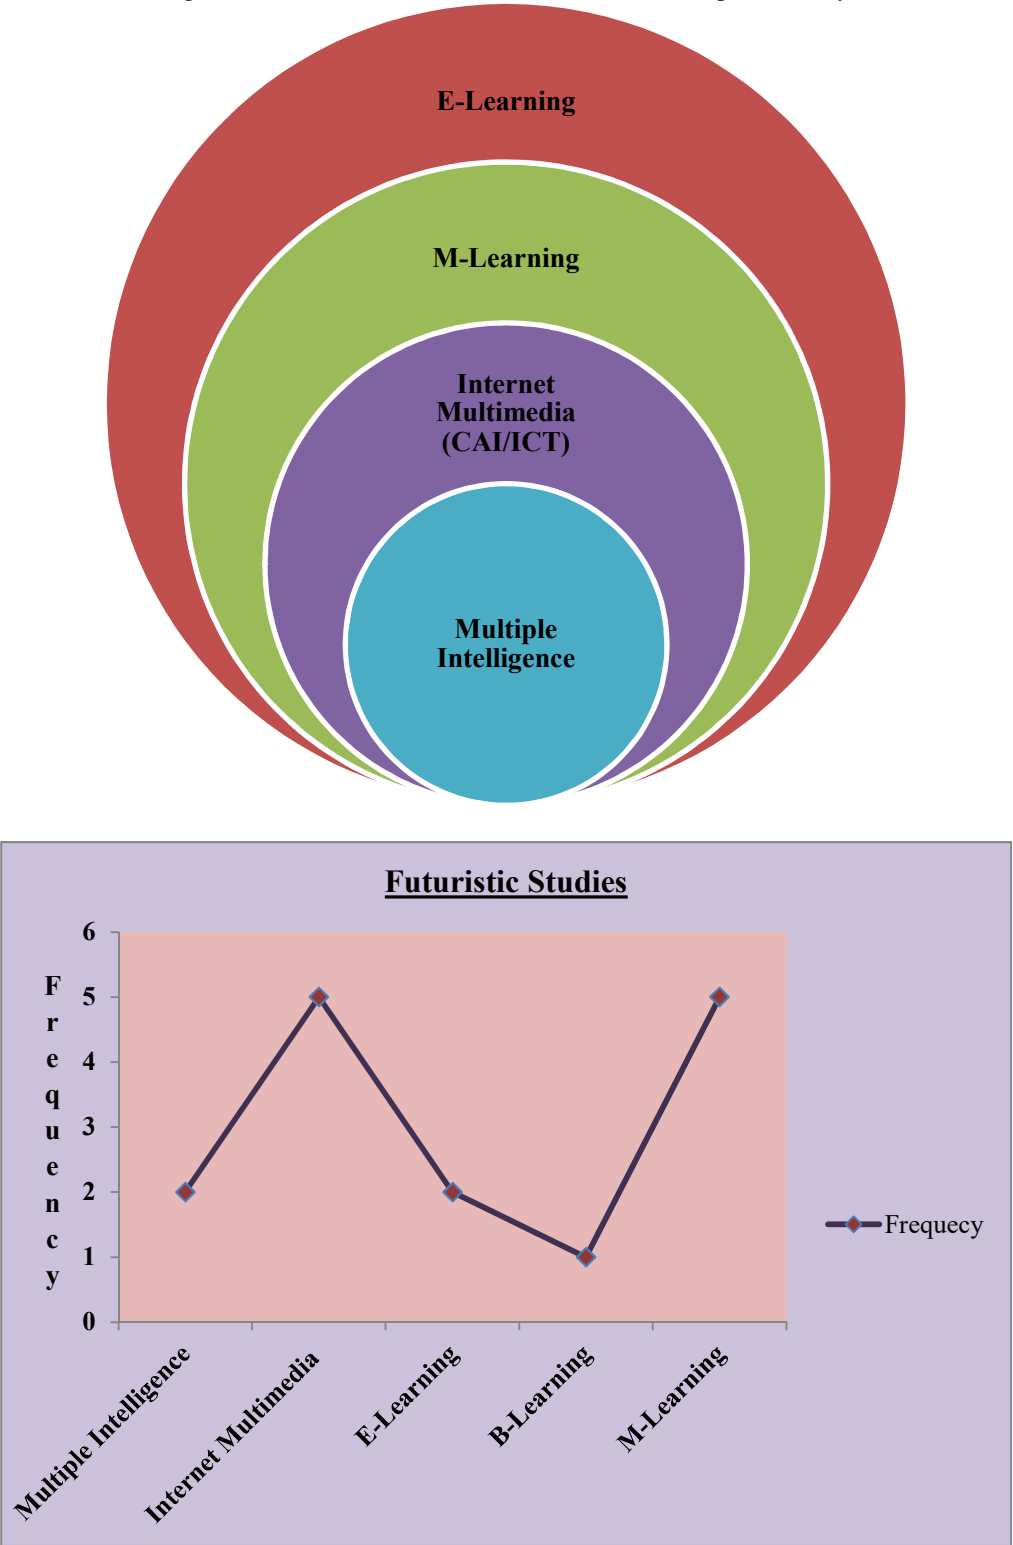 E-Learning
M-Learning
Internet
Multimedia
(CAI/ICT)
Multiple
Intelligence
Futuristic Studies
Frequency
6
5
4
3
2
1
0
Multiple Intelligence
Internet Multimedia
E-Learning
B-Learning
M-Learning
Frequecy